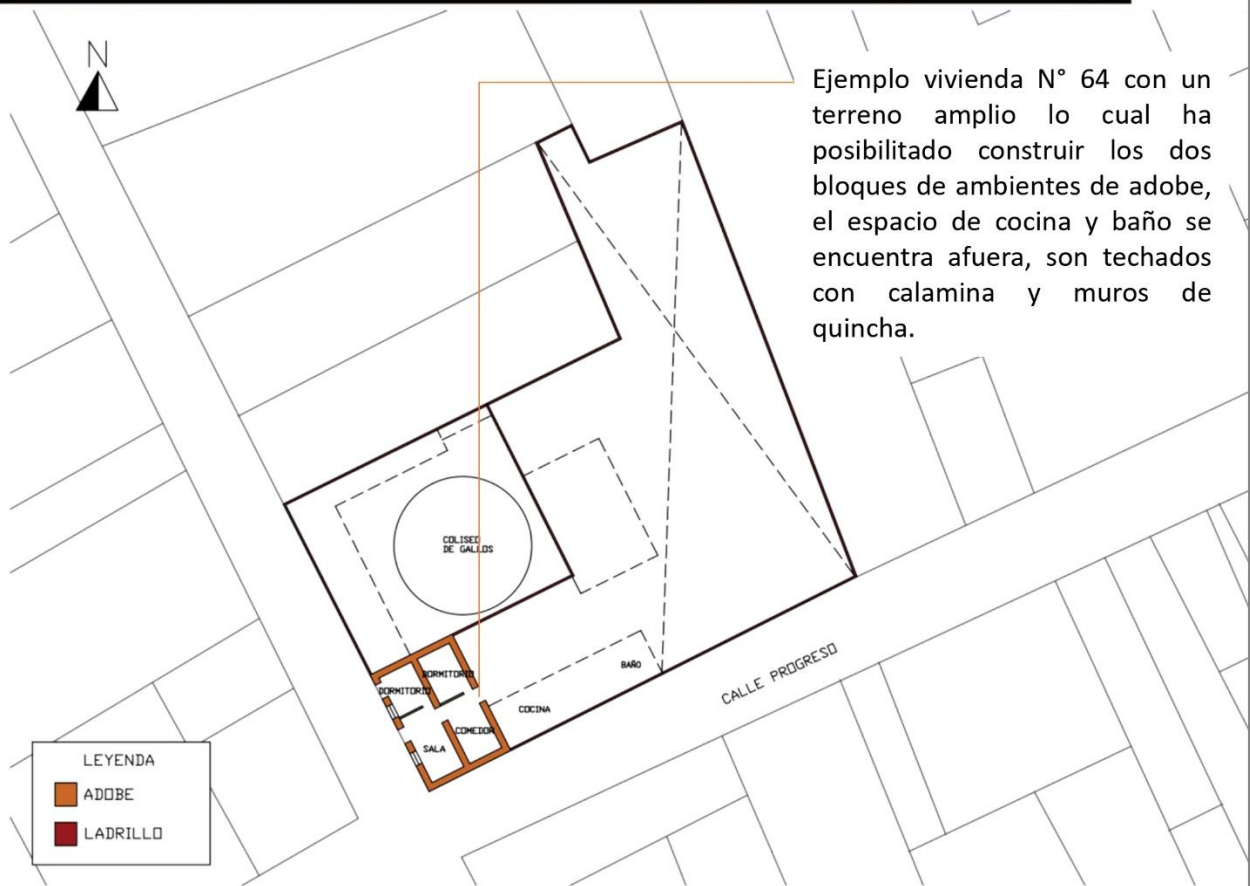 N
Ejemplo vivienda N° 64 con un
terreno amplio lo cual ha
posibilitado construir los dos
bloques de ambientes de adobe,
el espacio de cocina y baño se
encuentra afuera, son techados
con calamina y muros de
quincha.
COLISEO
DE GALLOS
DORMITORIO
DORMITORIO
BAÑO
COCINA
COMEDOR
SALA
CALLE PROGRESO
LEYENDA
ADOBE
LADRILLO